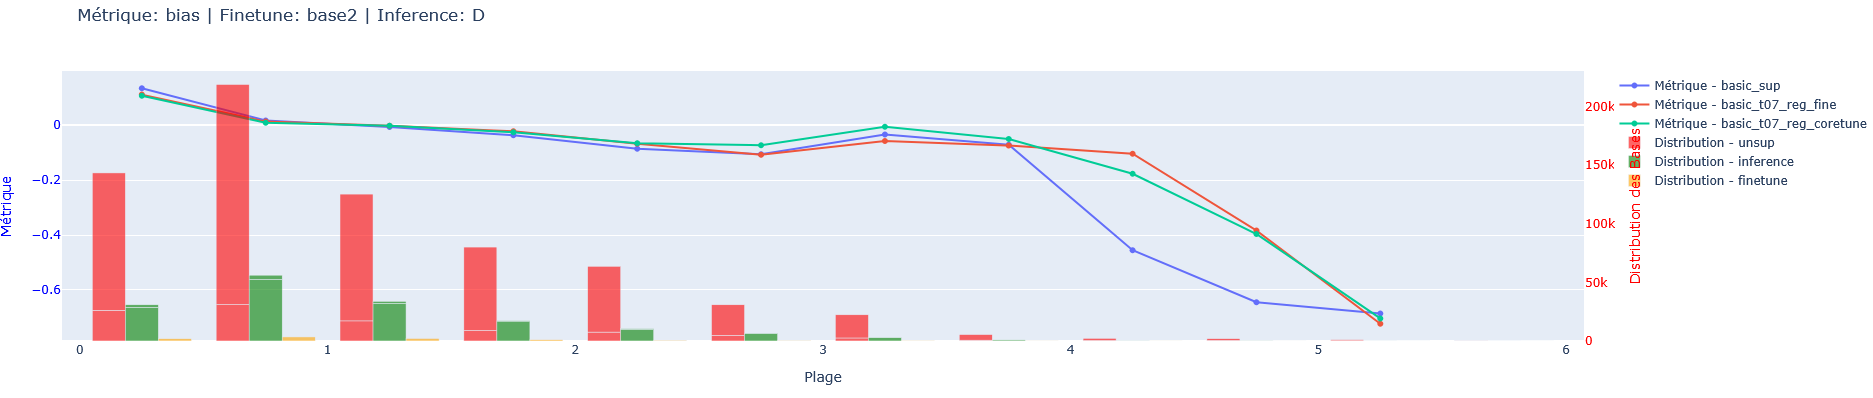 Métrique: bias | Finetune: base2 | Inference: D
Métrique
0
−0.2
−0.4
−0.6
0 1 2 3 4 5 6
Plage
200k
150k
100k
50k
0
Distribution des Bases
Métrique - basic_sup
Métrique - basic_t07_reg_fine
Métrique - basic_t07_reg_coretune
Distribution - unsup
Distribution - inference
Distribution - finetune